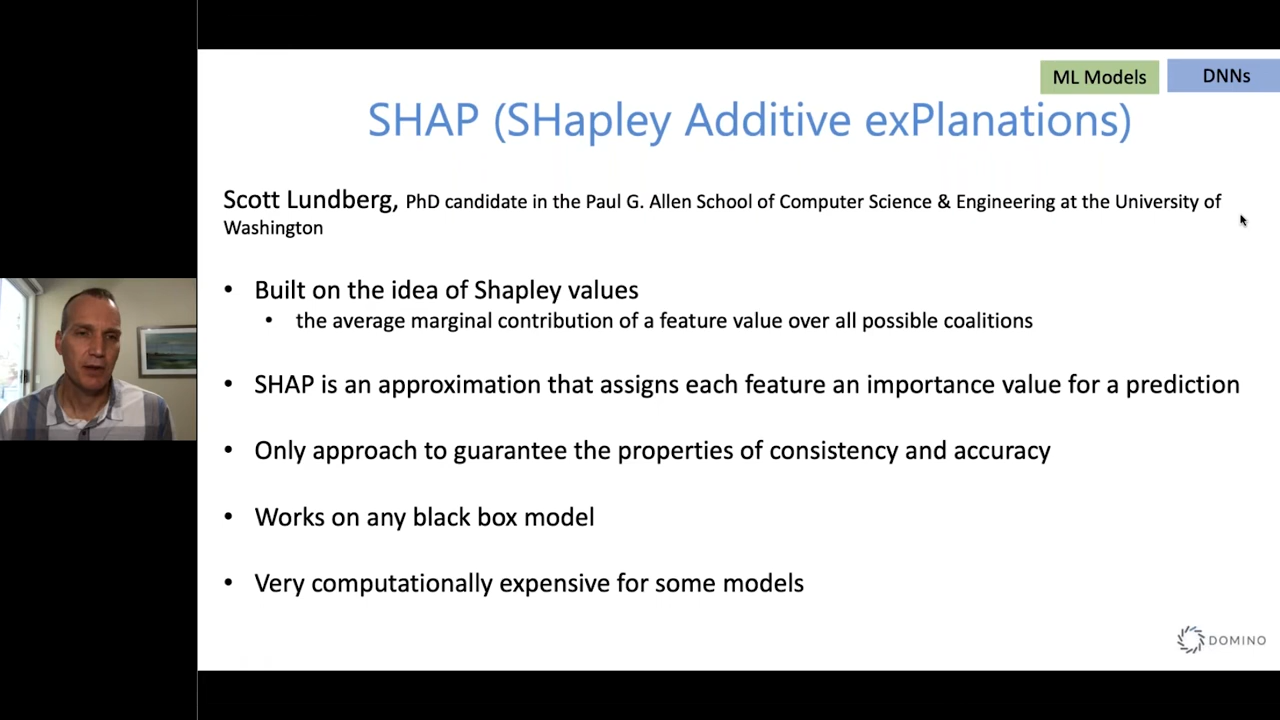 ML Models
DNNs
SHAP (SHapley Additive exPlanations)
Scott Lundberg, PhD candidate in the Paul G. Allen School of Computer Science & Engineering at the University of
Washington
• Built on the idea of Shapley values
• the average marginal contribution of a feature value over all possible coalitions
• SHAP is an approximation that assigns each feature an importance value for a prediction
• Only approach to guarantee the properties of consistency and accuracy
• Works on any black box model
• Very computationally expensive for some models
DOMINO